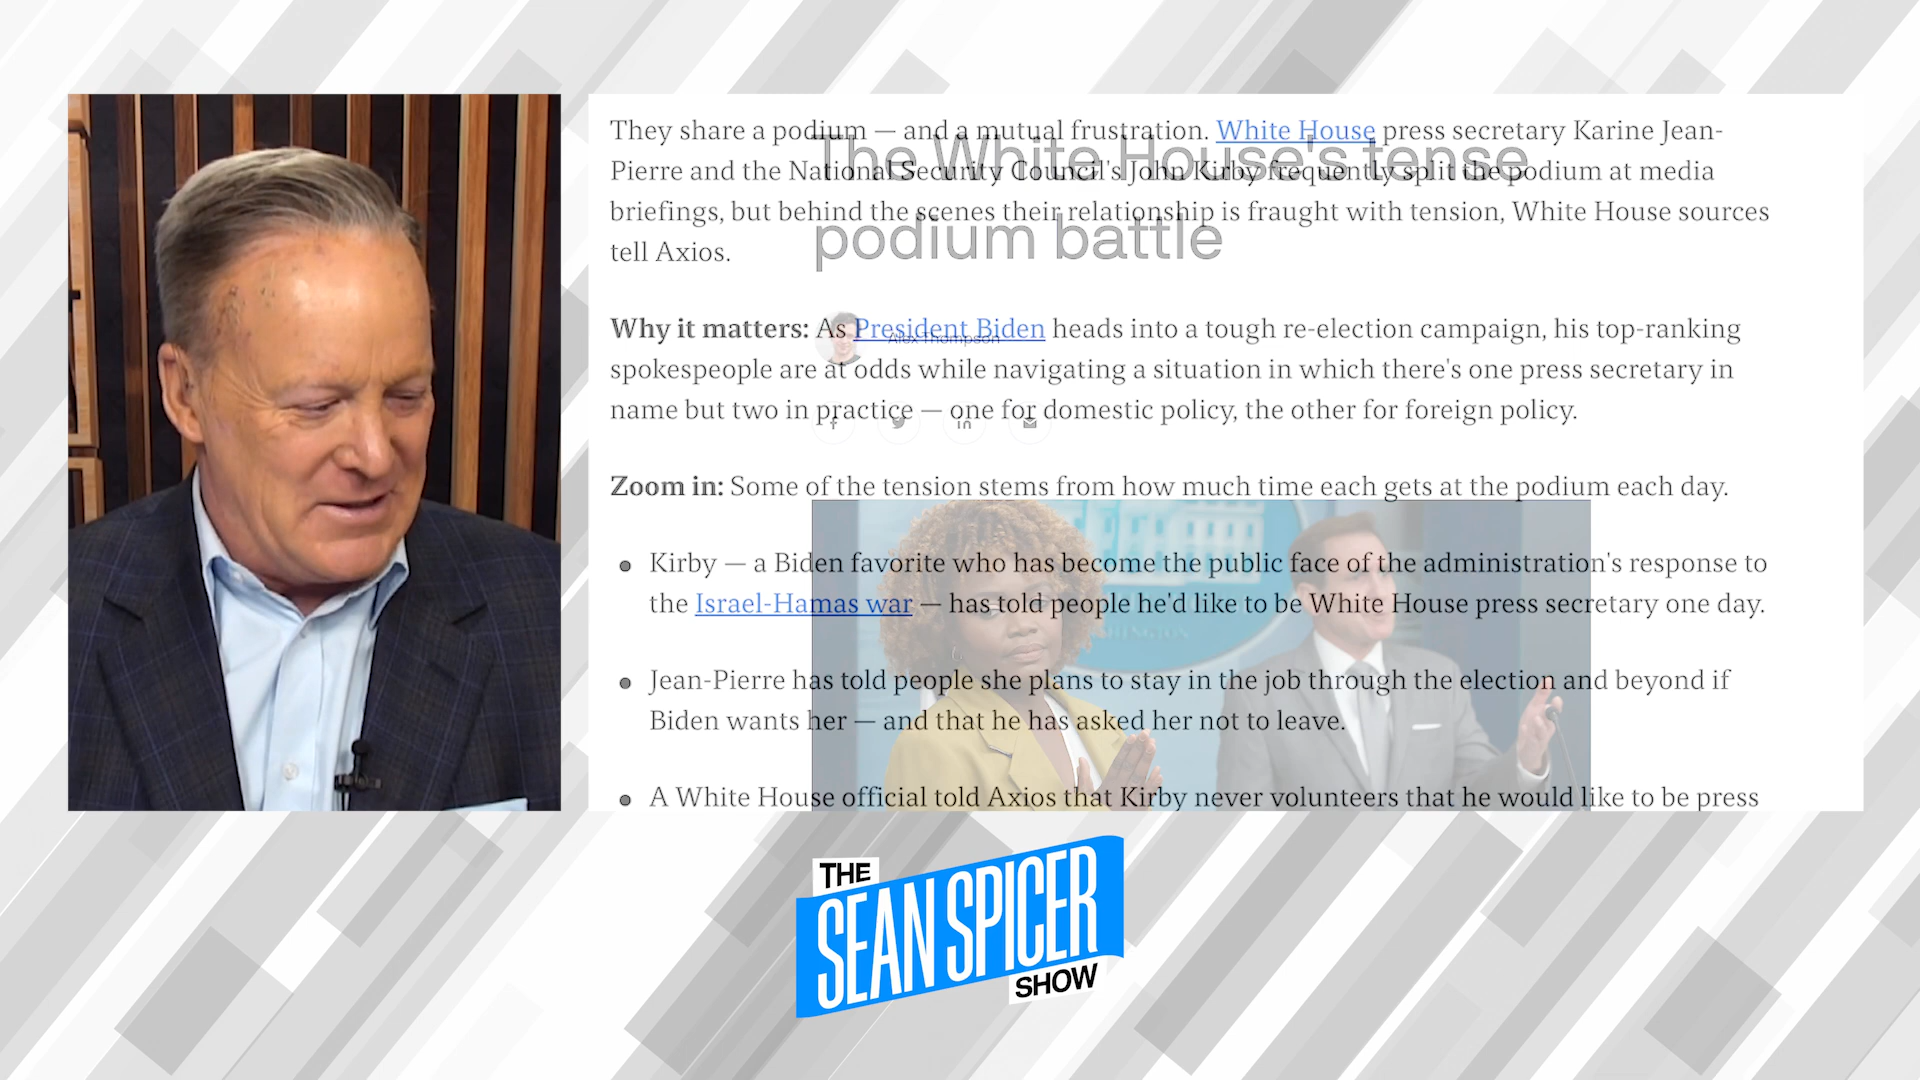 They share a podium — and a mutual frustration. White House press secretary Karine Jean-
Pierre and the National Security Council's John Kirby frequently split the podium at media
briefings, but behind the scenes their relationship is fraught with tension, White House sources
tell Axios.
The White House's tense
podium battle
Alex Thompson
Why it matters: As President Biden heads into a tough re-election campaign, his top-ranking
spokespeople are at odds while navigating a situation in which there's one press secretary in
name but two in practice — one for domestic policy, the other for foreign policy.
Zoom in: Some of the tension stems from how much time each gets at the podium each day.
• Kirby — a Biden favorite who has become the public face of the administration's response to
the Israel-Hamas war — has told people he'd like to be White House press secretary one day.
• Jean-Pierre has told people she plans to stay in the job through the election and beyond if
Biden wants her — and that he has asked her not to leave.
• A White House official told Axios that Kirby never volunteers that he would like to be press
THE
SEAN SPICER
SHOW